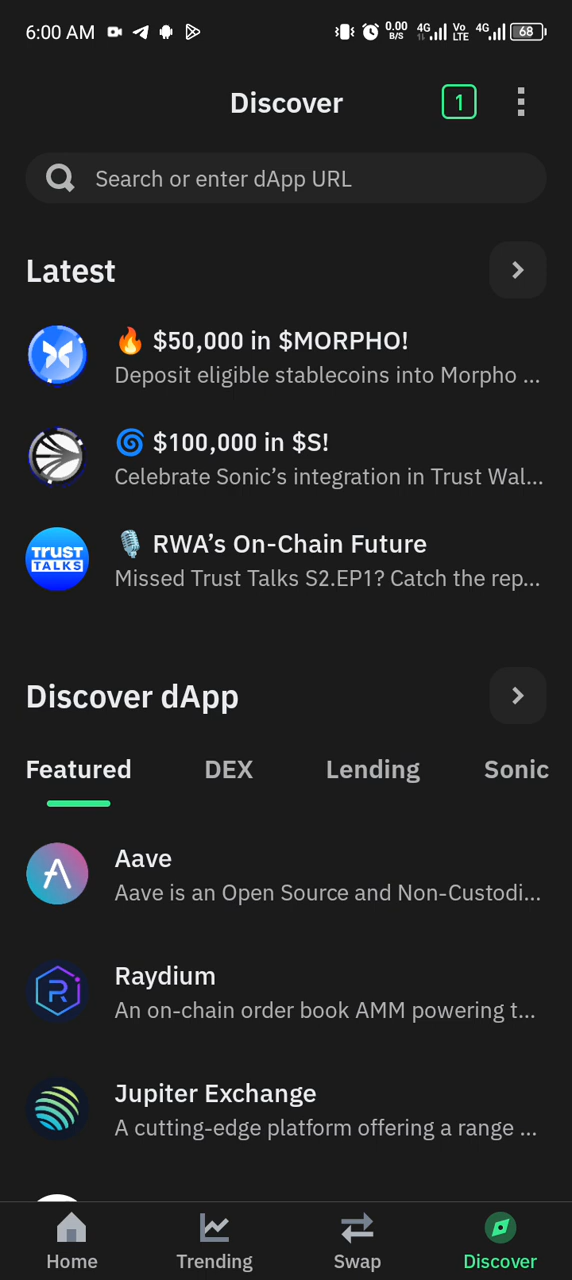 6:00 AM 0.00 B/S 4G Vo LTE 4G 68
Discover 1
Search or enter dApp URL
Latest
🔥 $50,000 in $MORPHO!
Deposit eligible stablecoins into Morpho ...
🌀 $100,000 in $S!
Celebrate Sonic’s integration in Trust Wal...
TRUST TALKS
🎙️ RWA’s On-Chain Future
Missed Trust Talks S2.EP1? Catch the rep...
Discover dApp
Featured DEX Lending Sonic
Aave
Aave is an Open Source and Non-Custodi...
Raydium
An on-chain order book AMM powering t...
Jupiter Exchange
A cutting-edge platform offering a range ...
Home Trending Swap Discover